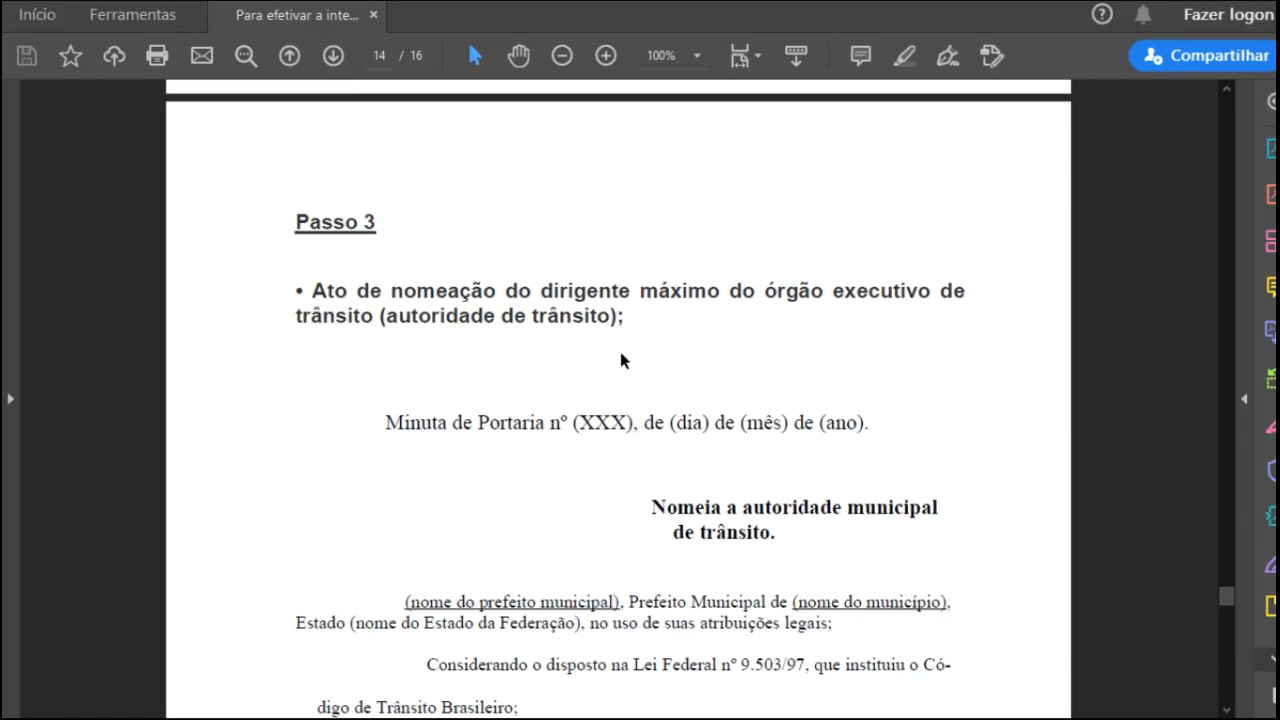 Início Ferramentas Para efetivar a inte... × ? Fazer logon
14 / 16 100% Compartilhar
Passo 3
• Ato de nomeação do dirigente máximo do órgão executivo de
trânsito (autoridade de trânsito);
Minuta de Portaria nº (XXX), de (dia) de (mês) de (ano).
Nomeia a autoridade municipal
de trânsito.
(nome do prefeito municipal), Prefeito Municipal de (nome do município),
Estado (nome do Estado da Federação), no uso de suas atribuições legais;
Considerando o disposto na Lei Federal nº 9.503/97, que instituiu o Có-
digo de Trânsito Brasileiro;